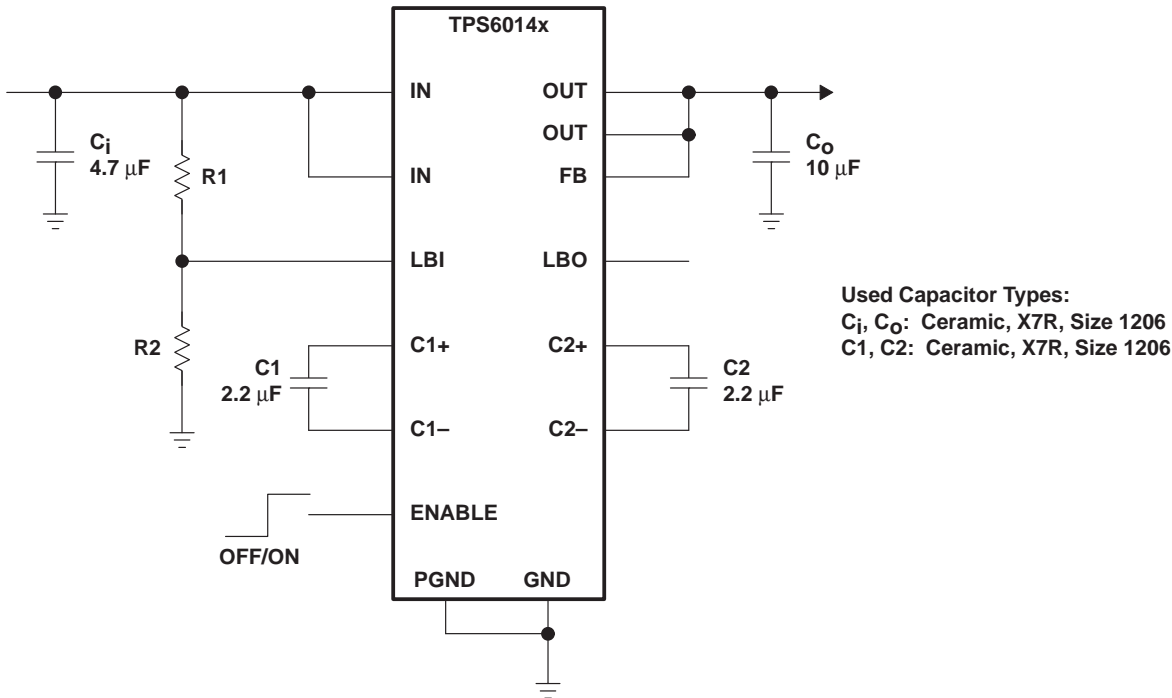 TPS6014x
IN
OUT
OUT
Ci
4.7 μF
R1
IN
FB
Co
10 μF
LBI
LBO
Used Capacitor Types:
Ci, Co: Ceramic, X7R, Size 1206
C1, C2: Ceramic, X7R, Size 1206
R2
C1+
C2+
C1
2.2 μF
C2
2.2 μF
C1–
C2–
ENABLE
OFF/ON
PGND
GND